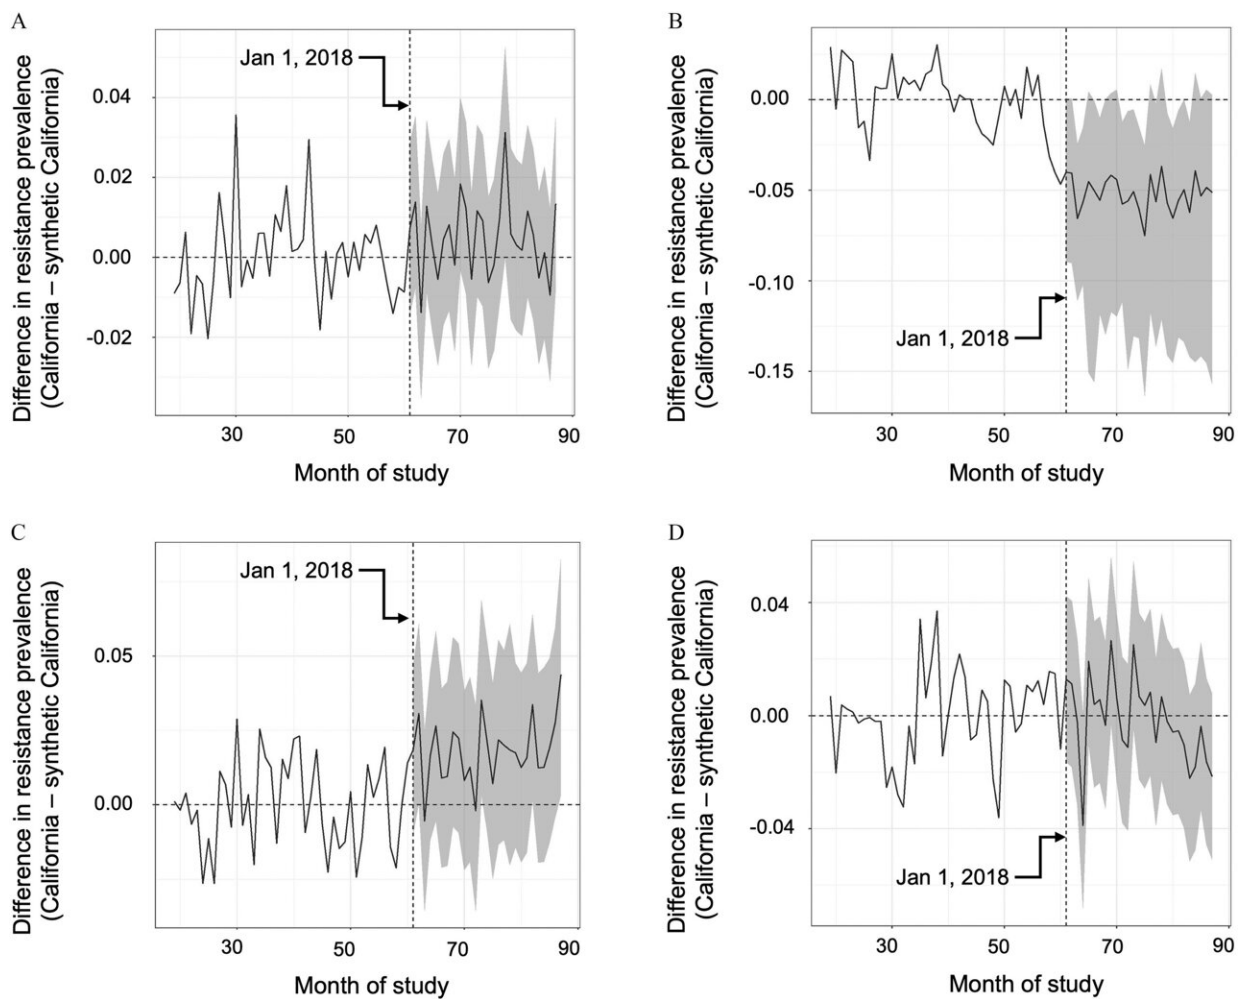 A
Difference in resistance prevalence
(California – synthetic California)
Jan 1, 2018
0.04
0.02
0.00
-0.02
30
50
70
90
Month of study
B
Difference in resistance prevalence
(California – synthetic California)
0.00
-0.05
-0.10
-0.15
Jan 1, 2018
30
50
70
90
Month of study
C
Difference in resistance prevalence
(California – synthetic California)
Jan 1, 2018
0.05
0.00
30
50
70
90
Month of study
D
Difference in resistance prevalence
(California – synthetic California)
0.04
0.00
-0.04
Jan 1, 2018
30
50
70
90
Month of study